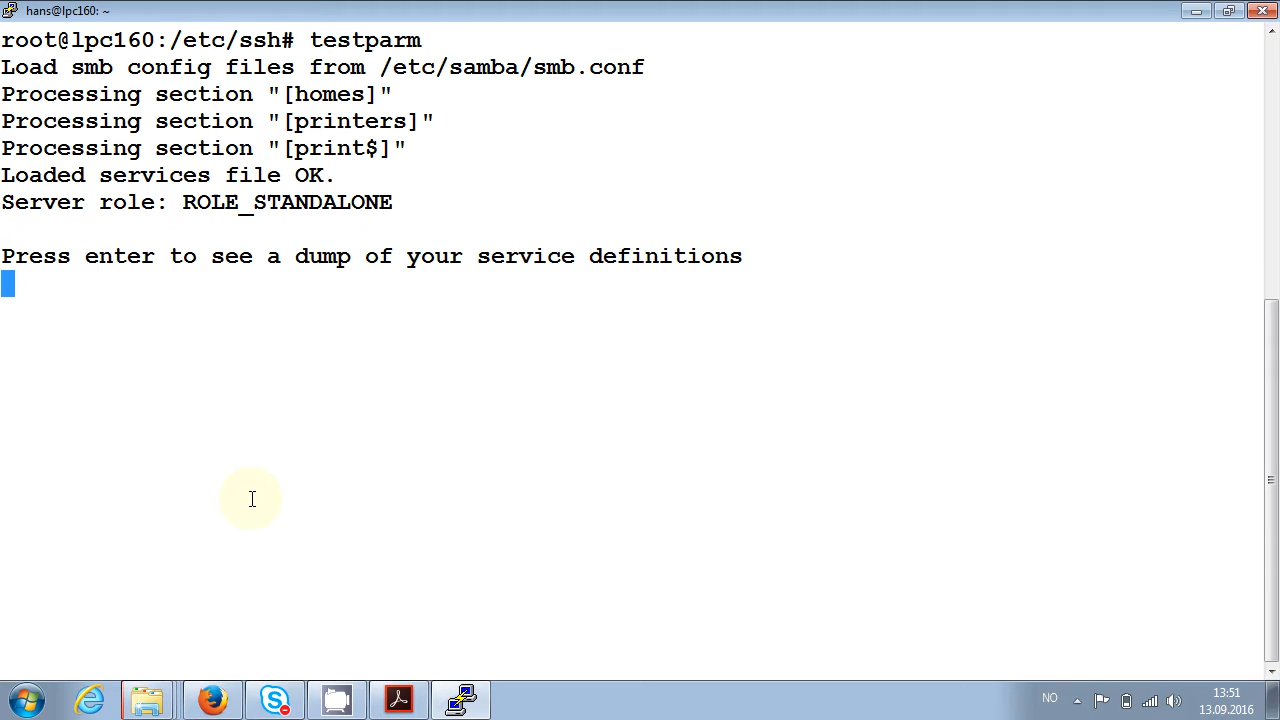 hans@lpc160: ~
root@lpc160:/etc/ssh# testparm
Load smb config files from /etc/samba/smb.conf
Processing section "[homes]"
Processing section "[printers]"
Processing section "[print$]"
Loaded services file OK.
Server role: ROLE_STANDALONE
Press enter to see a dump of your service definitions
NO
13:51
13.09.2016